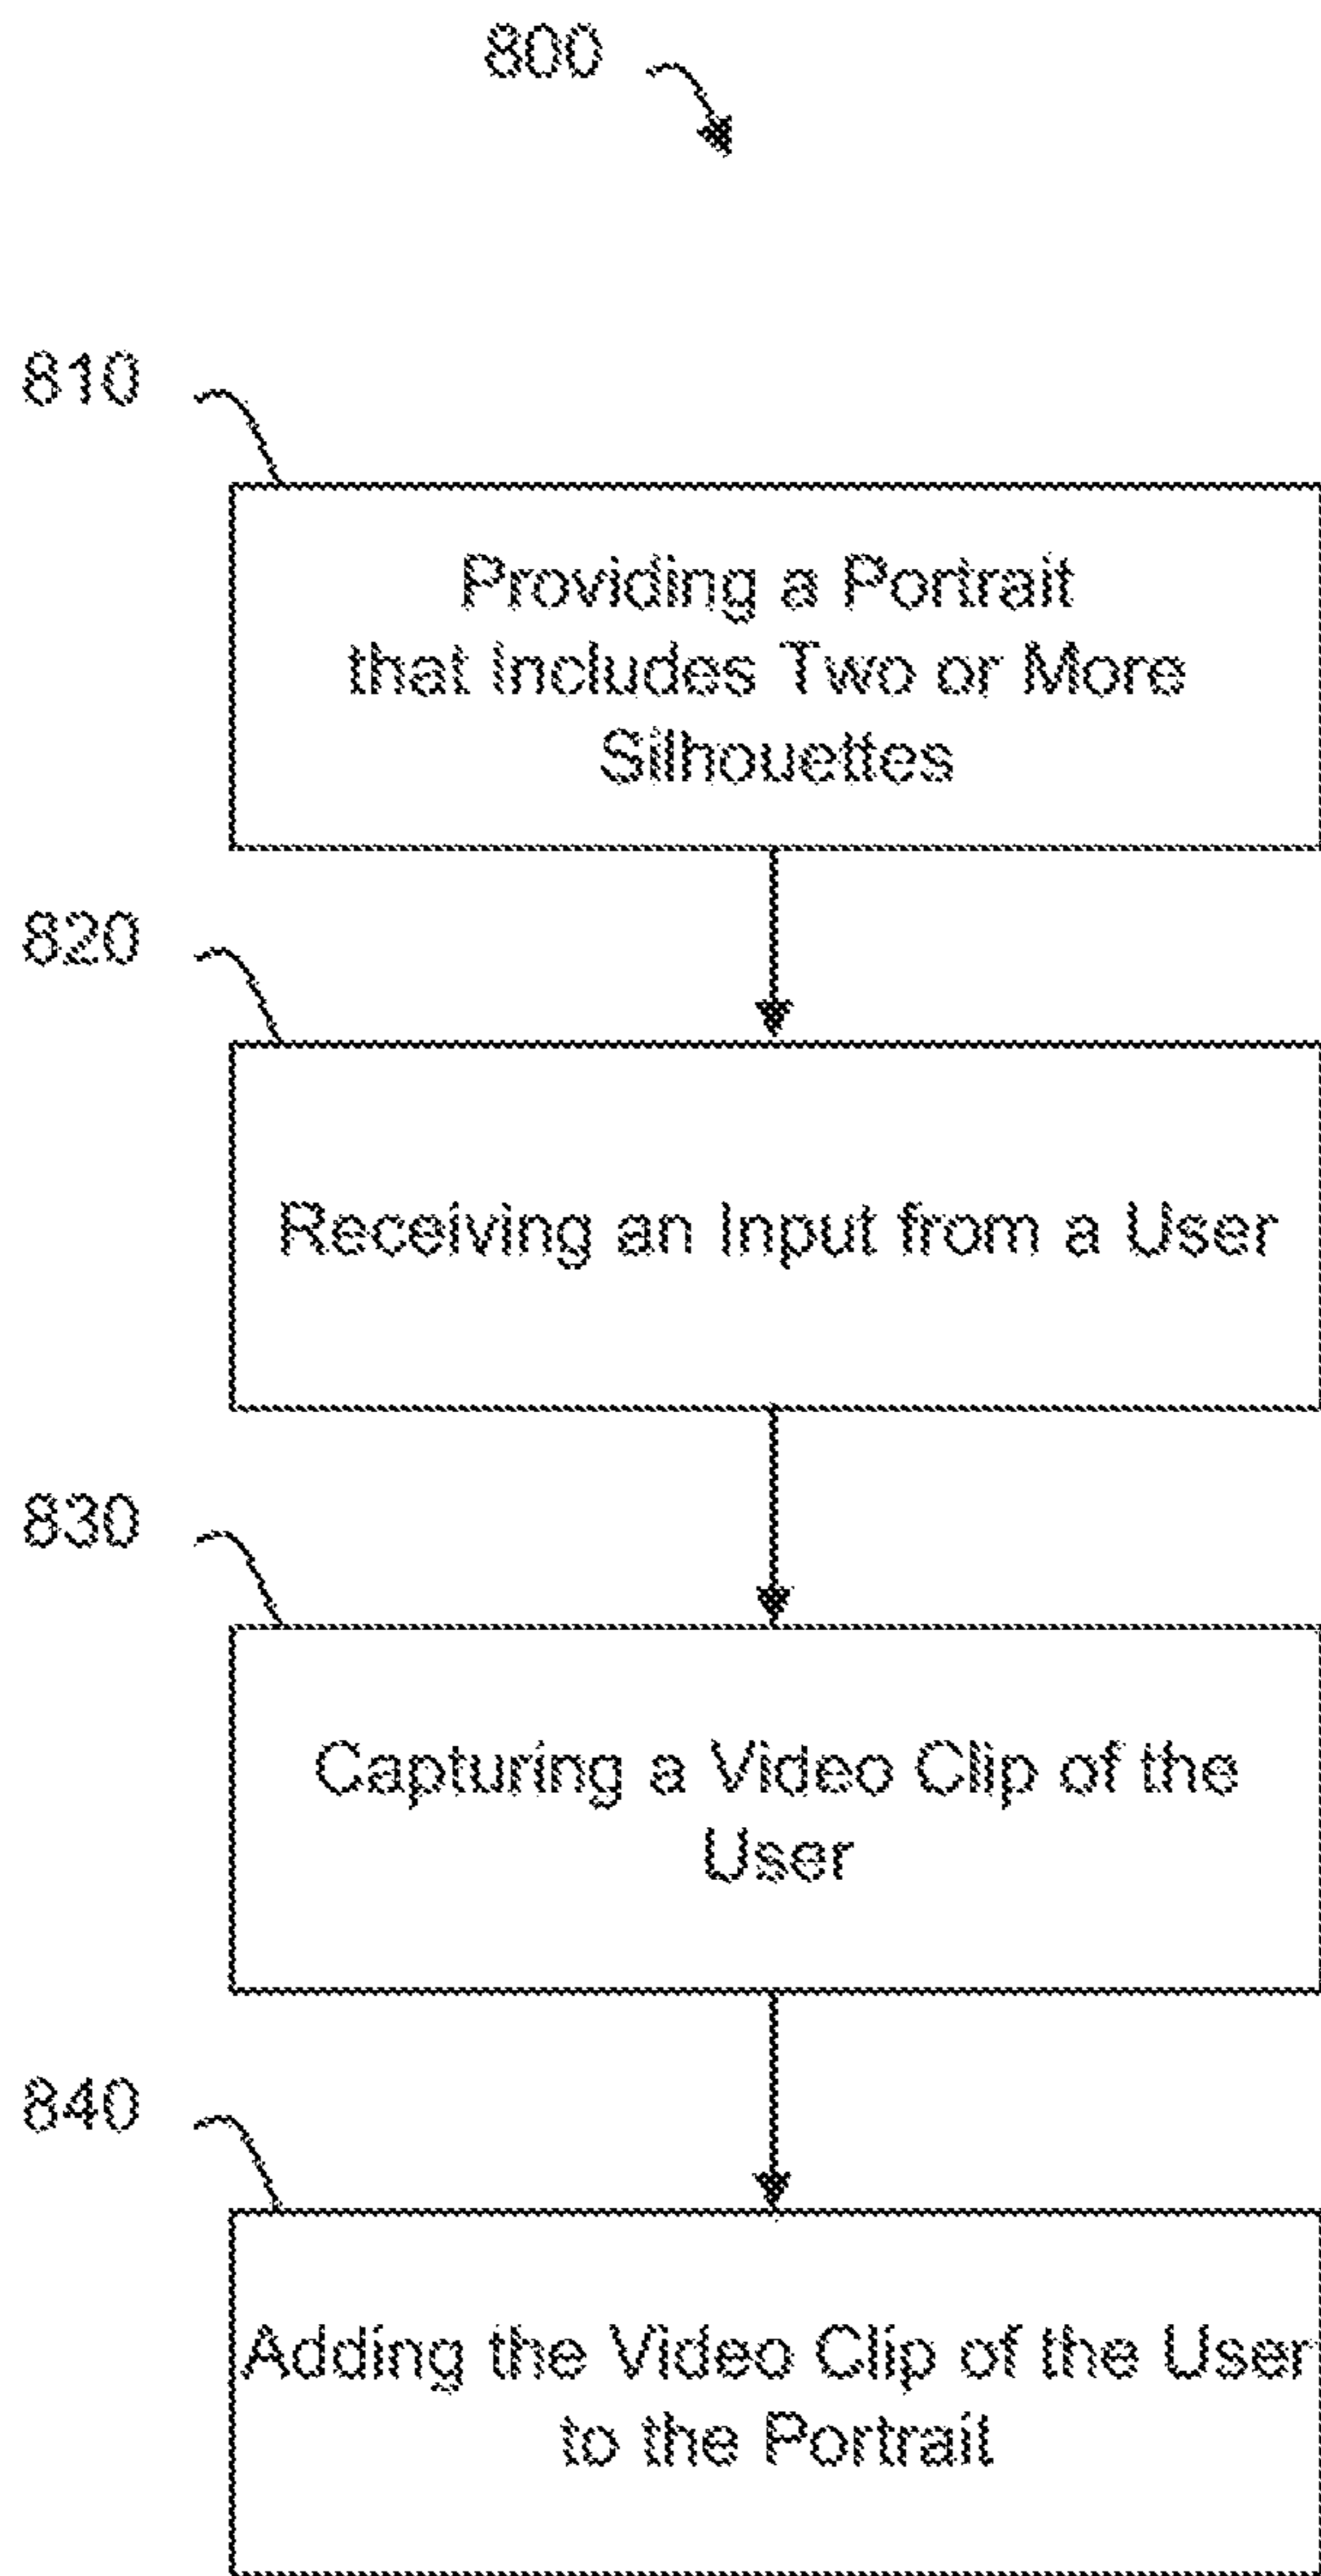 800
810
Providing a Portrait
that Includes Two or More
Silhouettes
820
Receiving an Input from a User
830
Capturing a Video Clip of the
User
840
Adding the Video Clip of the User
to the Portrait